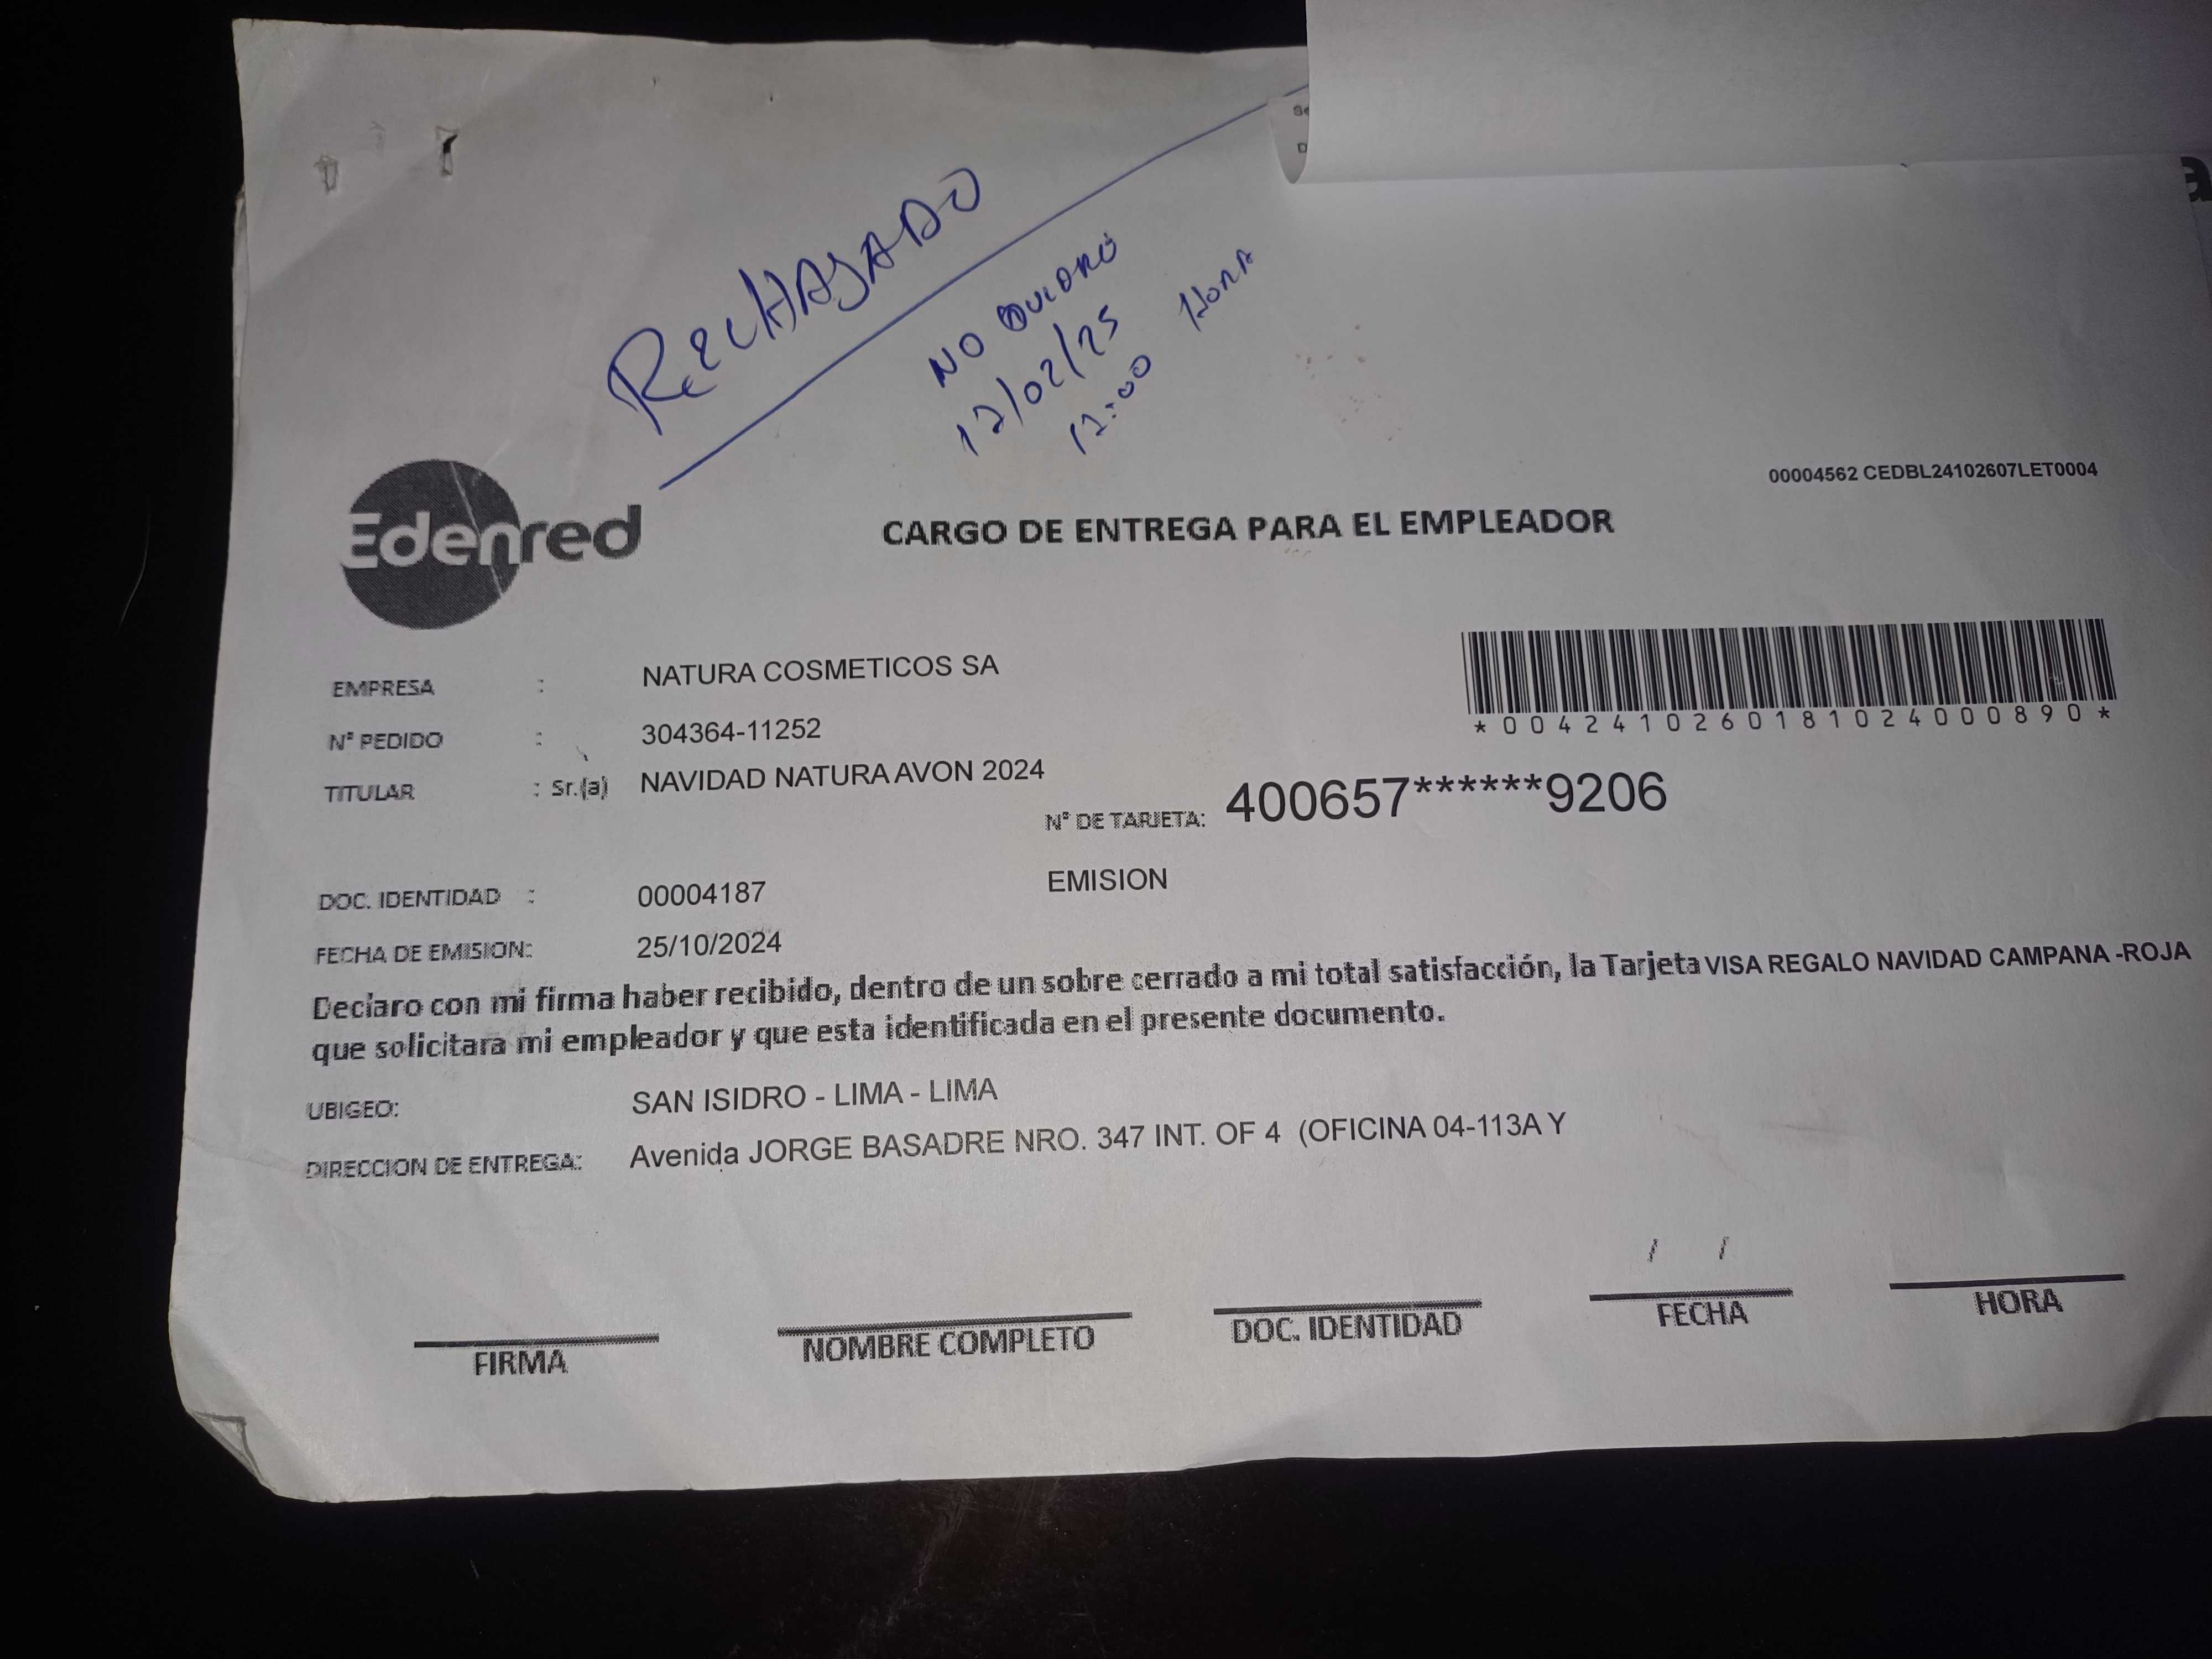 RECHAJADO
NO QUIERO
12/02/25
12:00 HORA
00004562 CEDBL24102607LET0004
Edenred
CARGO DE ENTREGA PARA EL EMPLEADOR
EMPRESA : NATURA COSMETICOS SA
*0042410260181024000890*
N° PEDIDO : 304364-11252
TITULAR : Sr.(a) NAVIDAD NATURA AVON 2024
N° DE TARJETA: 400657******9206
DOC. IDENTIDAD : 00004187 EMISION
FECHA DE EMISION: 25/10/2024
Declaro con mi firma haber recibido, dentro de un sobre cerrado a mi total satisfacción, la Tarjeta VISA REGALO NAVIDAD CAMPANA -ROJA
que solicitara mi empleador y que esta identificada en el presente documento.
UBIGEO: SAN ISIDRO - LIMA - LIMA
DIRECCION DE ENTREGA: Avenida JORGE BASADRE NRO. 347 INT. OF 4 (OFICINA 04-113A Y
/ /
FIRMA NOMBRE COMPLETO DOC. IDENTIDAD FECHA HORA